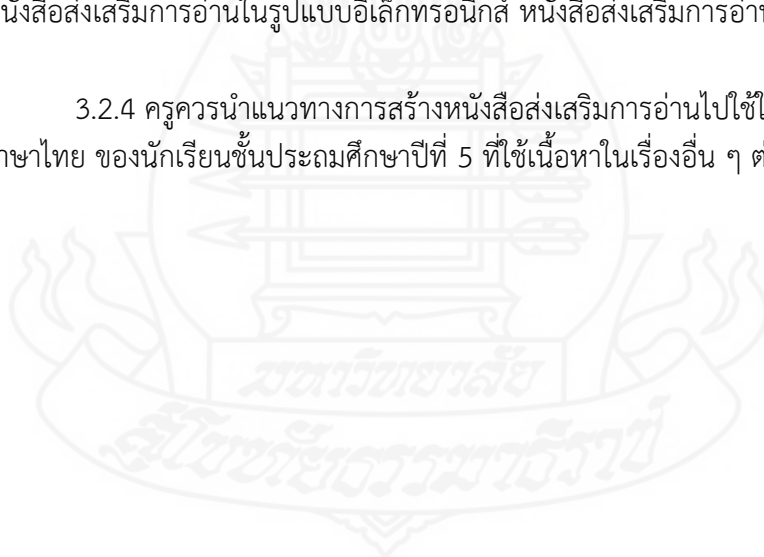 นังสือส่งเสริมการอ่านในรูปแบบอิเล็กทรอนิกส์ หนังสือส่งเสริมการอ่าน
3.2.4 ครูควรนำแนวทางการสร้างหนังสือส่งเสริมการอ่านไปใช้ใ
าษาไทย ของนักเรียนชั้นประถมศึกษาปีที่ 5 ที่ใช้เนื้อหาในเรื่องอื่น ๆ ต่
มหาวิทยาลัย
สุโขทัยธรรมาธิราช